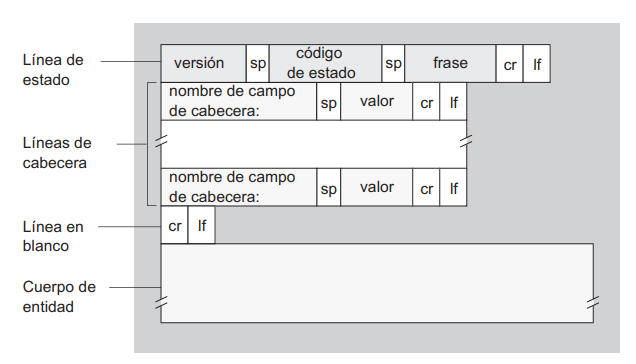 Línea de
estado
versión sp código
de estado sp frase cr lf
Líneas de
cabecera
nombre de campo
de cabecera: sp valor cr lf
nombre de campo
de cabecera: sp valor cr lf
Línea en
blanco
cr lf
Cuerpo de
entidad